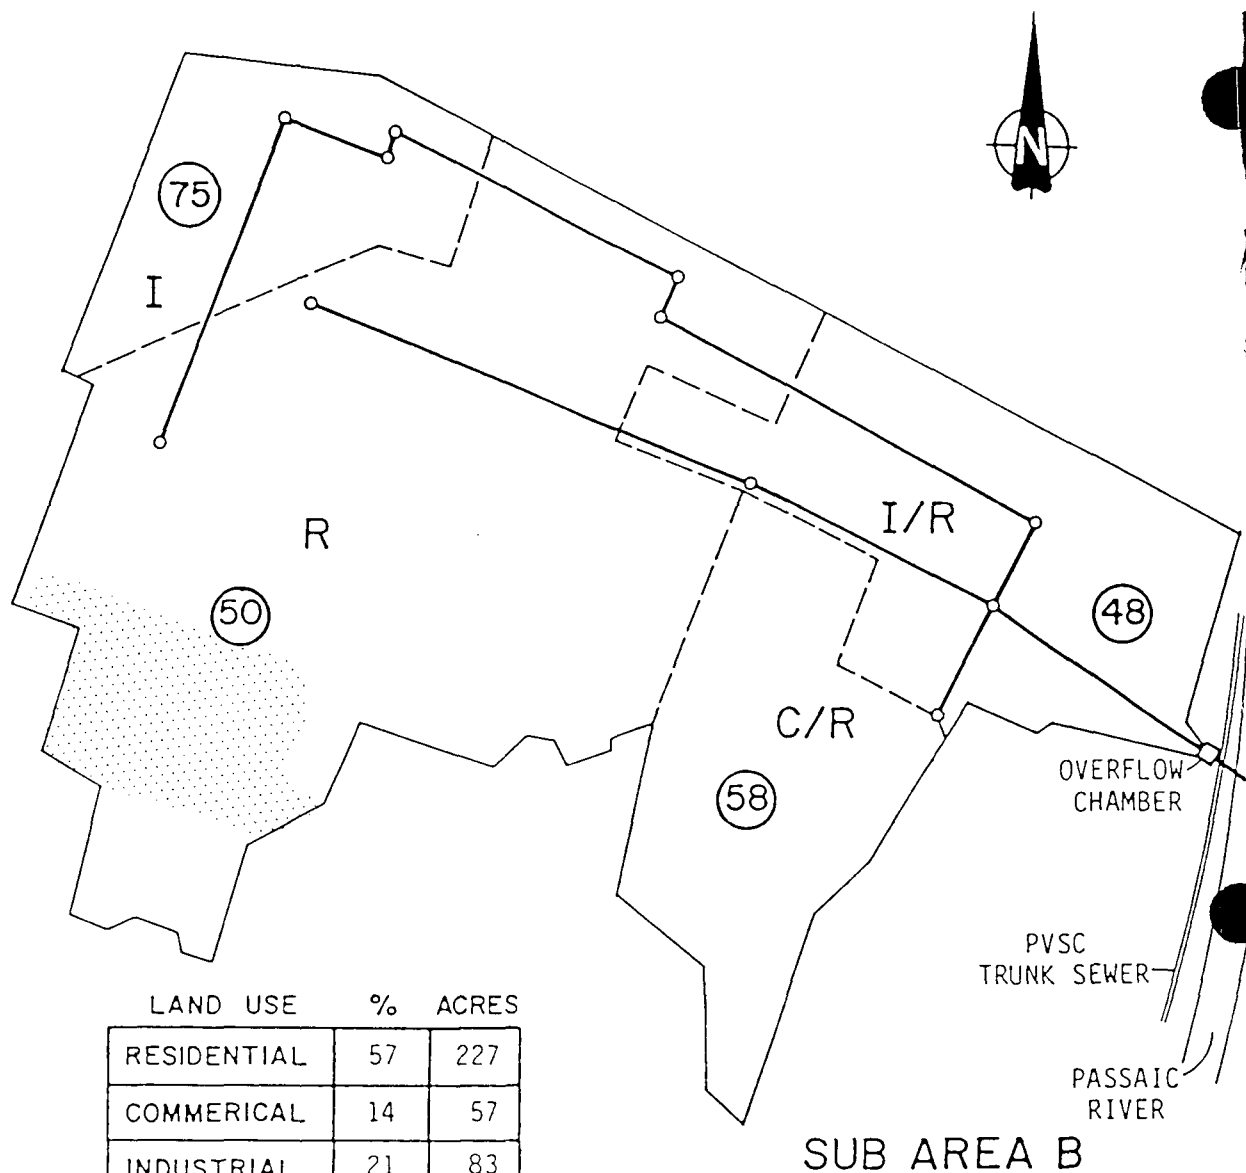 N
75
I
I/R
R
50
48
C/R
58
OVERFLOW
CHAMBER
PVSC
TRUNK SEWER
PASSAIC
RIVER
LAND USE % ACRES
RESIDENTIAL 57 227
COMMERICAL 14 57
INDUSTRIAL 21 83
SUB AREA B